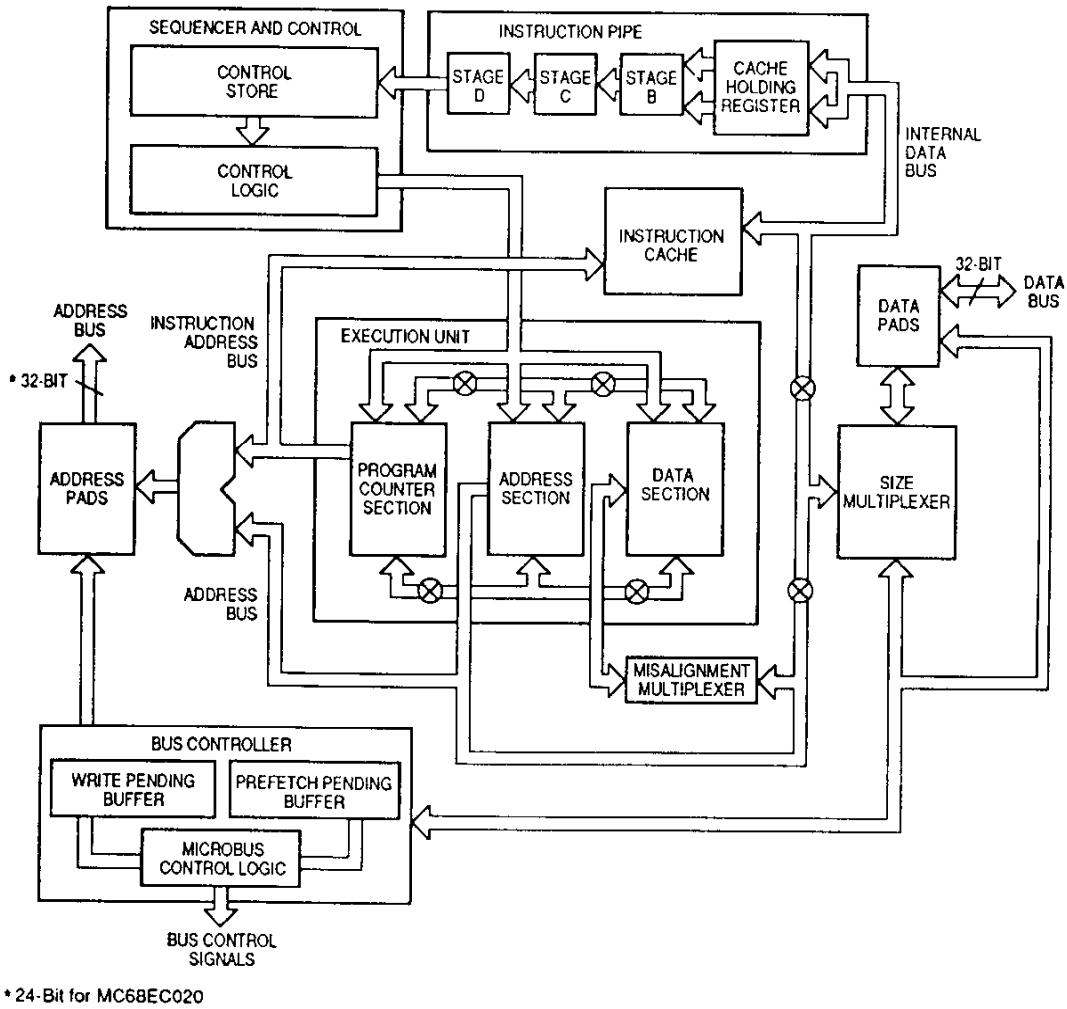 SEQUENCER AND CONTROL
CONTROL
STORE
CONTROL
LOGIC
INSTRUCTION PIPE
STAGE
D
STAGE
C
STAGE
B
CACHE
HOLDING
REGISTER
INTERNAL
DATA
BUS
INSTRUCTION
CACHE
32-BIT
DATA
BUS
DATA
PADS
ADDRESS
BUS
* 32-BIT
INSTRUCTION
ADDRESS
BUS
EXECUTION UNIT
ADDRESS
PADS
PROGRAM
COUNTER
SECTION
ADDRESS
SECTION
DATA
SECTION
SIZE
MULTIPLEXER
ADDRESS
BUS
MISALIGNMENT
MULTIPLEXER
BUS CONTROLLER
WRITE PENDING
BUFFER
PREFETCH PENDING
BUFFER
MICROBUS
CONTROL LOGIC
BUS CONTROL
SIGNALS
* 24-Bit for MC68EC020